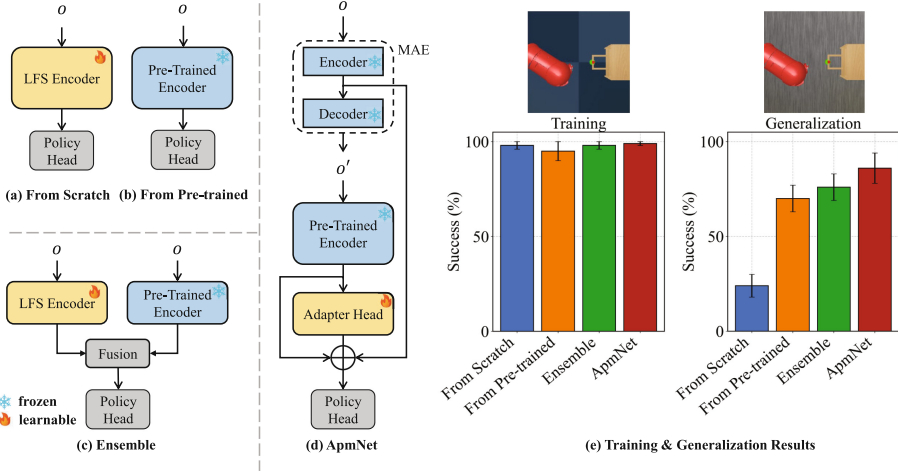 o
LFS Encoder
Policy
Head
(a) From Scratch
o
Pre-Trained
Encoder
Policy
Head
(b) From Pre-trained
o
LFS Encoder
o
Pre-Trained
Encoder
Fusion
Policy
Head
frozen
learnable
(c) Ensemble
o
MAE
Encoder
Decoder
o'
Pre-Trained
Encoder
Adapter Head
Policy
Head
(d) ApmNet
Training
Success (%)
100
50
0
From Scratch
From Pre-trained
Ensemble
ApmNet
Generalization
Success (%)
100
50
0
From Scratch
From Pre-trained
Ensemble
ApmNet
(e) Training & Generalization Results